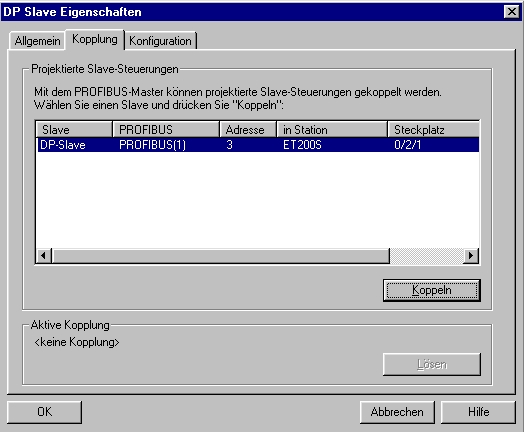 DP Slave Eigenschaften
Allgemein Kopplung Konfiguration
Projektierte Slave-Steuerungen
Mit dem PROFIBUS-Master können projektierte Slave-Steuerungen gekoppelt werden.
Wählen Sie einen Slave und drücken Sie "Koppeln":
Slave PROFIBUS Adresse in Station Steckplatz
DP-Slave PROFIBUS(1) 3 ET200S 0/2/1
Koppeln
Aktive Kopplung
<keine Kopplung>
Lösen
OK Abbrechen Hilfe